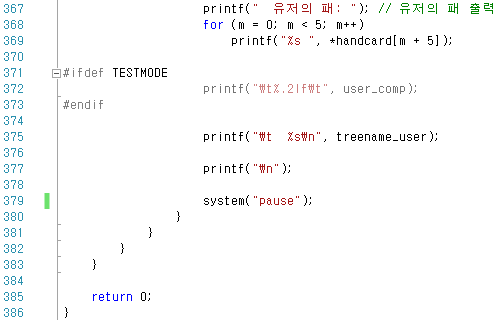 367 printf("  유저의 패: "); // 유저의 패 출력
368 for (m = 0; m < 5; m++)
369 printf("%s ", *handcard[m + 5]);
370
371 #ifdef TESTMODE
372 printf("₩t%.2lf₩t", user_comp);
373 #endif
374
375 printf("₩t  %s₩n", treename_user);
376
377 printf("₩n");
378
379 system("pause");
380 }
381 }
382 }
383 }
384
385 return 0;
386 }